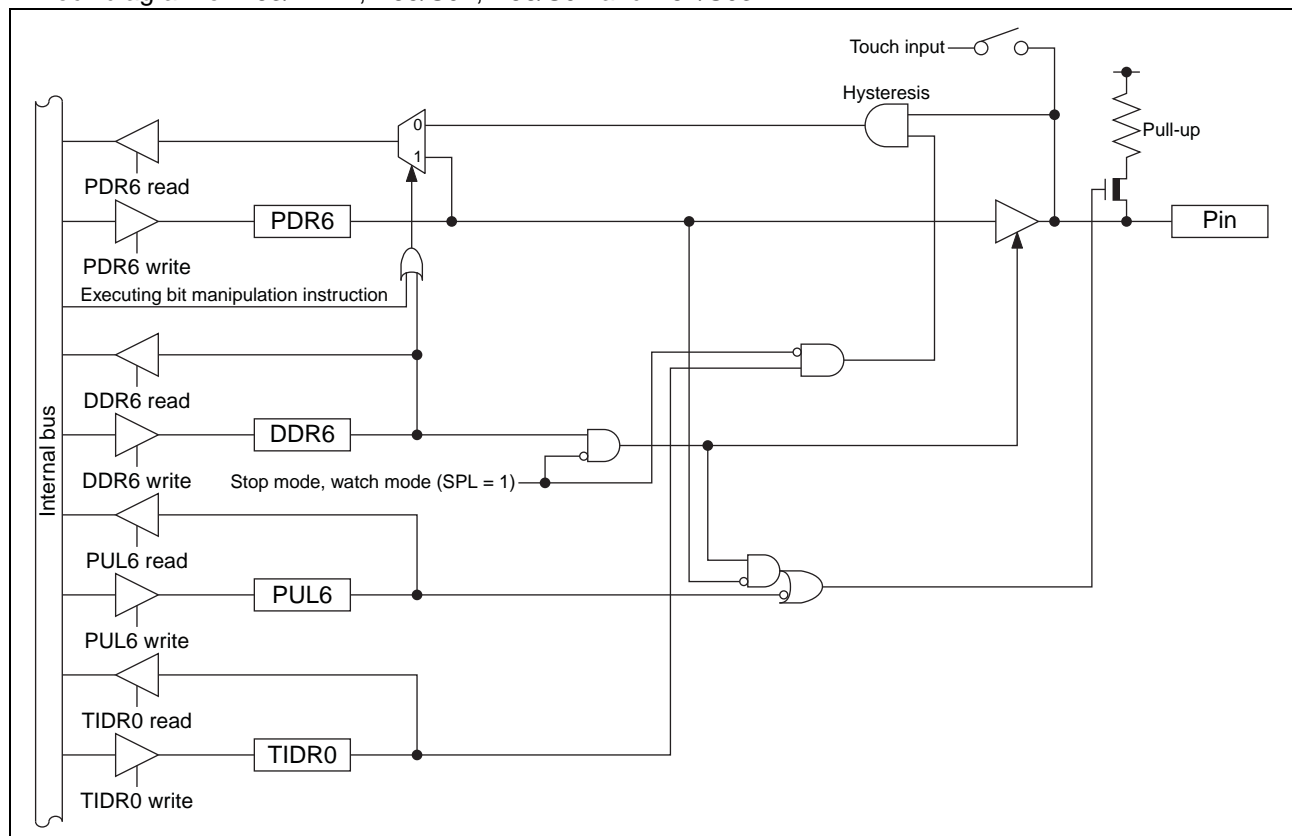 Touch input
Hysteresis
Pull-up
0
1
PDR6 read
PDR6
Pin
PDR6 write
Executing bit manipulation instruction
DDR6 read
DDR6
DDR6 write
Stop mode, watch mode (SPL = 1)
Internal bus
PUL6 read
PUL6
PUL6 write
TIDR0 read
TIDR0
TIDR0 write